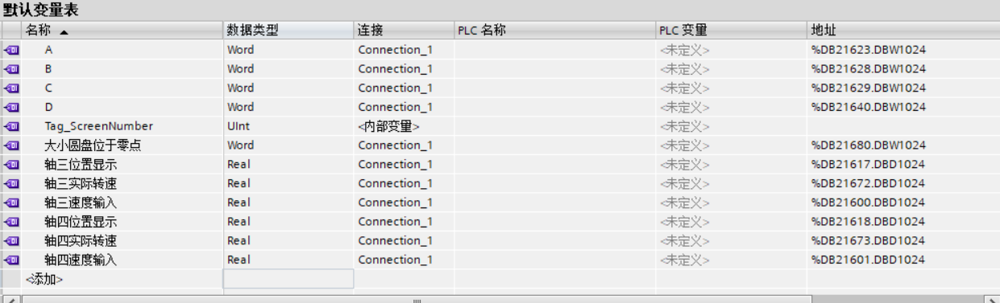 默认变量表
名称 数据类型 连接 PLC 名称 PLC 变量 地址
A Word Connection_1 <未定义> %DB21623.DBW1024
B Word Connection_1 <未定义> %DB21628.DBW1024
C Word Connection_1 <未定义> %DB21629.DBW1024
D Word Connection_1 <未定义> %DB21640.DBW1024
Tag_ScreenNumber UInt <内部变量> <未定义>
大小圆盘位于零点 Word Connection_1 <未定义> %DB21680.DBW1024
轴三位置显示 Real Connection_1 <未定义> %DB21617.DBD1024
轴三实际转速 Real Connection_1 <未定义> %DB21672.DBD1024
轴三速度输入 Real Connection_1 <未定义> %DB21600.DBD1024
轴四位置显示 Real Connection_1 <未定义> %DB21618.DBD1024
轴四实际转速 Real Connection_1 <未定义> %DB21673.DBD1024
轴四速度输入 Real Connection_1 <未定义> %DB21601.DBD1024
<添加>